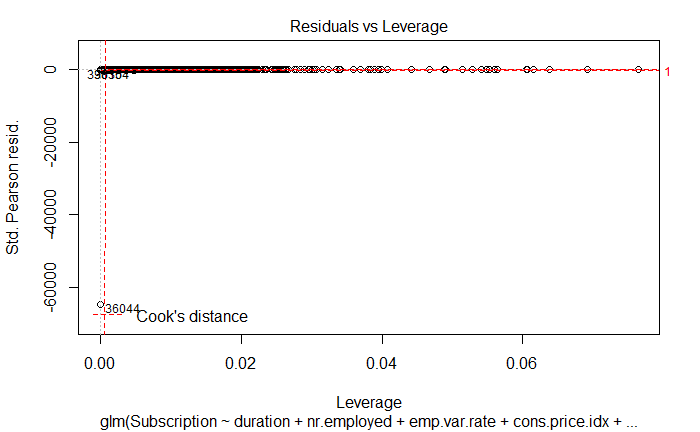 Residuals vs Leverage
Std. Pearson resid.
0
-20000
-40000
-60000
1
36044
Cook's distance
0.00
0.02
0.04
0.06
Leverage
glm(Subscription ~ duration + nr.employed + emp.var.rate + cons.price.idx + ...